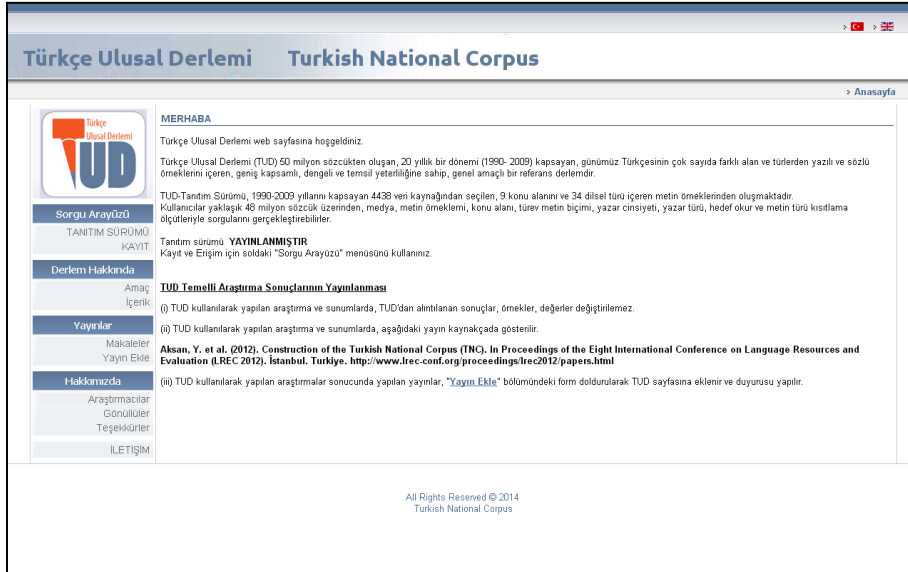 Türkçe Ulusal Derlemi Turkish National Corpus
> Anasayfa
Türkçe
Ulusal Derlemi
TUD
Sorgu Arayüzü
TANITIM SÜRÜMÜ
KAYIT
Derlem Hakkında
Amaç
İçerik
Yayınlar
Makaleler
Yayın Ekle
Hakkımızda
Araştırmacılar
Gönüllüler
Teşekkürler
İLETİŞİM
MERHABA
Türkçe Ulusal Derlemi web sayfasına hoşgeldiniz.
Türkçe Ulusal Derlemi (TUD) 50 milyon sözcükten oluşan, 20 yıllık bir dönemi (1990- 2009) kapsayan, günümüz Türkçesinin çok sayıda farklı alan ve türlerden yazılı ve sözlü
örneklerini içeren, geniş kapsamlı, dengeli ve temsil yeterliliğine sahip, genel amaçlı bir referans derlemdir.
TUD-Tanıtım Sürümü, 1990-2009 yıllarını kapsayan 4438 veri kaynağından seçilen, 9 konu alanını ve 34 dilsel türü içeren metin örneklerinden oluşmaktadır.
Kullanıcılar yaklaşık 48 milyon sözcük üzerinden, medya, metin örneklemi, konu alanı, türev metin biçimi, yazar cinsiyeti, yazar türü, hedef okur ve metin türü kısıtlama
ölçütleriyle sorgularını gerçekleştirebilirler.
Tanıtım sürümü YAYINLANMIŞTIR
Kayıt ve Erişim için soldaki "Sorgu Arayüzü" menüsünü kullanınız.
TUD Temelli Araştırma Sonuçlarının Yayınlanması
(i) TUD kullanılarak yapılan araştırma ve sunumlarda, TUD'dan alıntılanan sonuçlar, örnekler, değerler değiştirilemez.
(ii) TUD kullanılarak yapılan araştırma ve sunumlarda, aşağıdaki yayın kaynakçada gösterilir.
Aksan, Y. et al. (2012). Construction of the Turkish National Corpus (TNC). In Proceedings of the Eight International Conference on Language Resources and
Evaluation (LREC 2012). İstanbul. Turkiye. http://www.lrec-conf.org/proceedings/lrec2012/papers.html
(iii) TUD kullanılarak yapılan araştırmalar sonucunda yapılan yayınlar, "Yayın Ekle" bölümündeki form doldurularak TUD sayfasına eklenir ve duyurusu yapılır.
All Rights Reserved © 2014
Turkish National Corpus